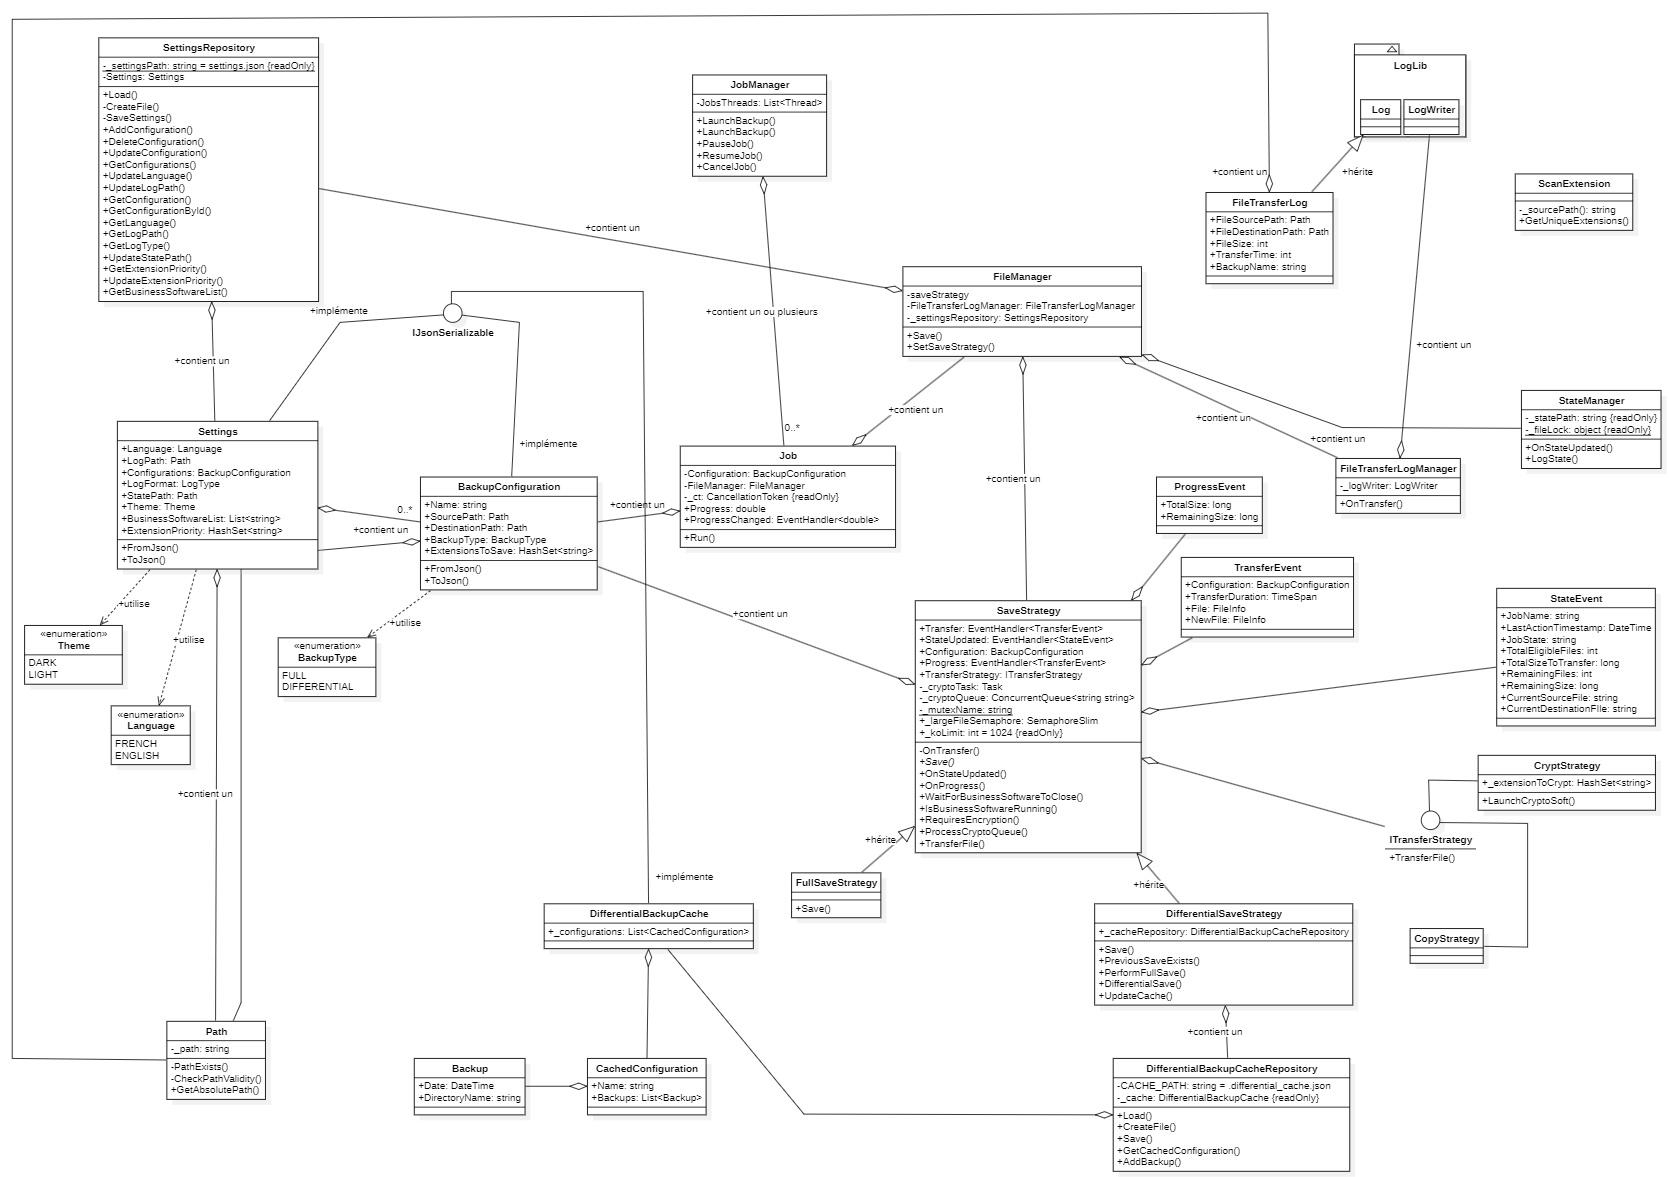 SettingsRepository
-_settingsPath: string = settings.json {readOnly}
-Settings: Settings
+Load()
-CreateFile()
-SaveSettings()
+AddConfiguration()
+DeleteConfiguration()
+UpdateConfiguration()
+GetConfigurations()
+UpdateLanguage()
+UpdateLogPath()
+GetConfiguration()
+GetConfigurationById()
+GetLanguage()
+GetLogPath()
+GetLogType()
+UpdateStatePath()
+GetExtensionPriority()
+UpdateExtensionPriority()
+GetBusinessSoftwareList()
JobManager
-JobsThreads: List<Thread>
+LaunchBackup()
+LaunchBackup()
+PauseJob()
+ResumeJob()
+CancelJob()
LogLib
Log
LogWriter
+contient un
+hérite
FileTransferLog
+FileSourcePath: Path
+FileDestinationPath: Path
+FileSize: int
+TransferTime: int
+BackupName: string
ScanExtension
-_sourcePath(): string
+GetUniqueExtensions()
+contient un
FileManager
-saveStrategy
-FileTransferLogManager: FileTransferLogManager
-_settingsRepository: SettingsRepository
+Save()
+SetSaveStrategy()
+implémente
IJsonSerializable
+contient un ou plusieurs
+contient un
+contient un
+contient un
+contient un
+contient un
0..*
+implémente
StateManager
-_statePath: string {readOnly}
-_fileLock: object {readOnly}
+OnStateUpdated()
+LogState()
Settings
+Language: Language
+LogPath: Path
+Configurations: BackupConfiguration
+LogFormat: LogType
+StatePath: Path
+Theme: Theme
+BusinessSoftwareList: List<string>
+ExtensionPriority: HashSet<string>
+FromJson()
+ToJson()
0..*
+contient un
BackupConfiguration
+Name: string
+SourcePath: Path
+DestinationPath: Path
+BackupType: BackupType
+ExtensionsToSave: HashSet<string>
+FromJson()
+ToJson()
+contient un
Job
-Configuration: BackupConfiguration
-FileManager: FileManager
-_ct: CancellationToken {readOnly}
+Progress: double
+ProgressChanged: EventHandler<double>
+Run()
+contient un
FileTransferLogManager
-_logWriter: LogWriter
+OnTransfer()
ProgressEvent
+TotalSize: long
+RemainingSize: long
TransferEvent
+Configuration: BackupConfiguration
+TransferDuration: TimeSpan
+File: FileInfo
+NewFile: FileInfo
StateEvent
+JobName: string
+LastActionTimestamp: DateTime
+JobState: string
+TotalEligibleFiles: int
+TotalSizeToTransfer: long
+RemainingFiles: int
+RemainingSize: long
+CurrentSourceFile: string
+CurrentDestinationFIle: string
+utilise
+utilise
+utilise
«enumeration»
Theme
DARK
LIGHT
«enumeration»
BackupType
FULL
DIFFERENTIAL
«enumeration»
Language
FRENCH
ENGLISH
+contient un
SaveStrategy
+Transfer: EventHandler<TransferEvent>
+StateUpdated: EventHandler<StateEvent>
+Configuration: BackupConfiguration
+Progress: EventHandler<TransferEvent>
+TransferStrategy: ITransferStrategy
-_cryptoTask: Task
-_cryptoQueue: ConcurrentQueue<string string>
-_mutexName: string
+_largeFileSemaphore: SemaphoreSlim
+_koLimit: int = 1024 {readOnly}
-OnTransfer()
+Save()
+OnStateUpdated()
+OnProgress()
+WaitForBusinessSoftwareToClose()
+IsBusinessSoftwareRunning()
+RequiresEncryption()
+ProcessCryptoQueue()
+TransferFile()
CryptStrategy
+_extensionToCrypt: HashSet<string>
+LaunchCryptoSoft()
ITransferStrategy
+TransferFile()
+contient un
+hérite
+hérite
FullSaveStrategy
+Save()
+implémente
DifferentialBackupCache
+_configurations: List<CachedConfiguration>
DifferentialSaveStrategy
+_cacheRepository: DifferentialBackupCacheRepository
+Save()
+PreviousSaveExists()
+PerformFullSave()
+DifferentialSave()
+UpdateCache()
CopyStrategy
+contient un
Path
-_path: string
-PathExists()
-CheckPathValidity()
+GetAbsolutePath()
Backup
+Date: DateTime
+DirectoryName: string
CachedConfiguration
+Name: string
+Backups: List<Backup>
DifferentialBackupCacheRepository
-CACHE_PATH: string = .differential_cache.json
-_cache: DifferentialBackupCache {readOnly}
+Load()
+CreateFile()
+Save()
+GetCachedConfiguration()
+AddBackup()